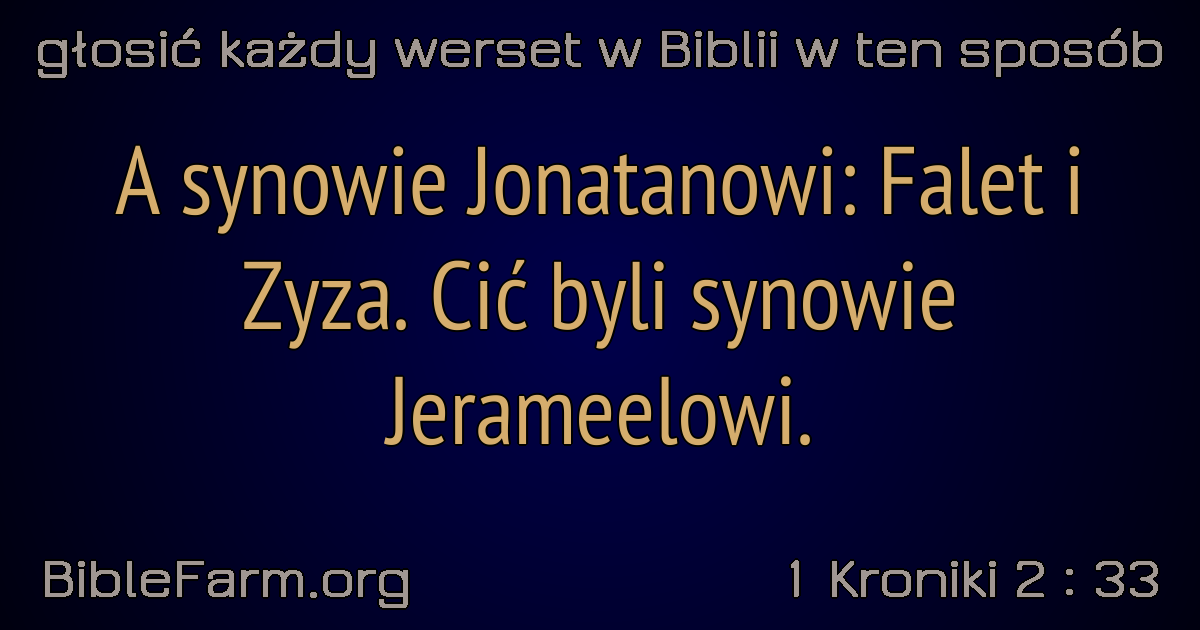 głosić każdy werset w Biblii w ten sposób
A synowie Jonatanowi: Falet i
Zyza. Cić byli synowie
Jerameelowi.
BibleFarm.org
1 Kroniki 2 : 33